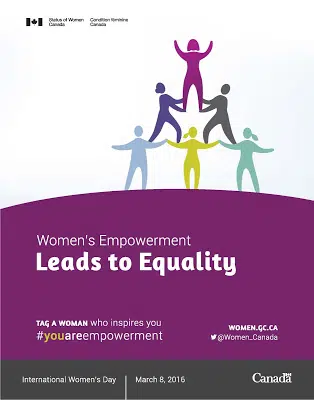 Status of Women
Canada
Condition féminine
Canada
Women's Empowerment
Leads to Equality
TAG A WOMAN who inspires you
#youareempowerment
WOMEN.GC.CA
@Women_Canada
International Women's Day
March 8, 2016
Canada